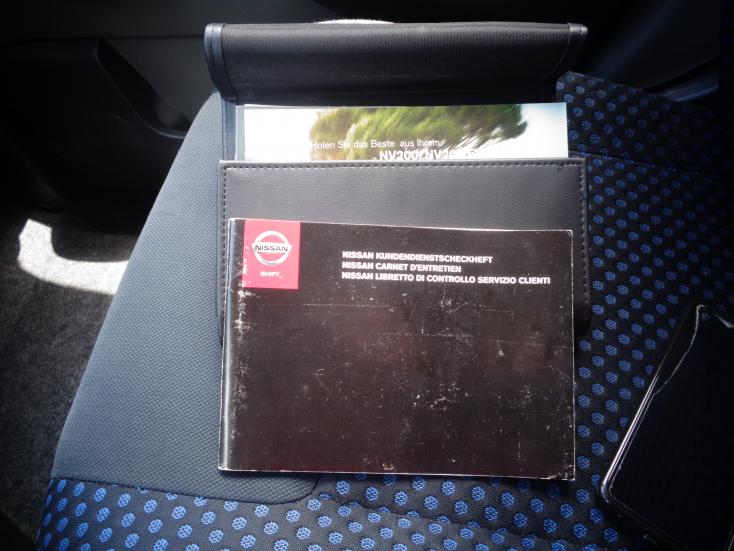 Holen Sie das Beste aus Ihrem
NISSAN
SHIFT_
NISSAN KUNDENDIENSTSCHECKHEFT
NISSAN CARNET D'ENTRETIEN
NISSAN LIBRETTO DI CONTROLLO SERVIZIO CLIENTI